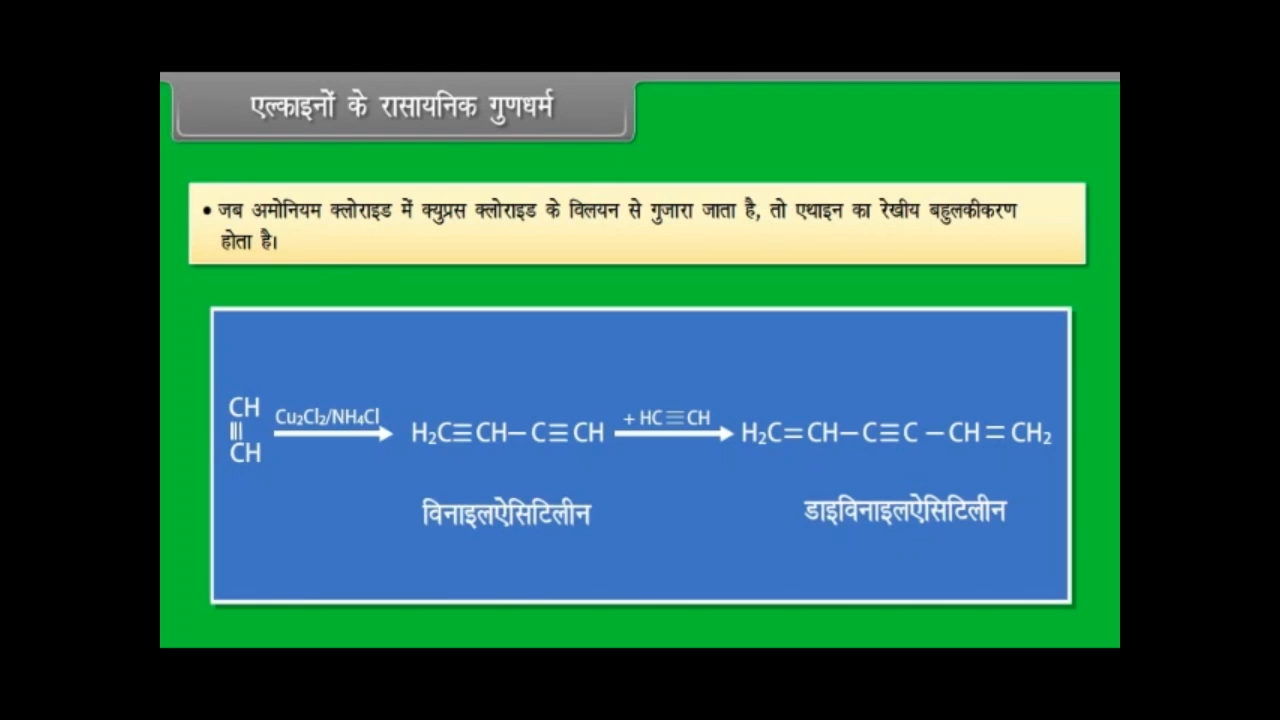 एल्काइनों के रासायनिक गुणधर्म
• जब अमोनियम क्लोराइड में क्युप्रस क्लोराइड के विलयन से गुजारा जाता है, तो एथाइन का रेखीय बहुलकीकरण
होता है।
CH
|||
CH
Cu₂Cl₂/NH₄Cl
H₂C≡CH—C≡CH
+ HC≡CH
H₂C=CH—C≡C—CH=CH₂
विनाइलऐसिटिलीन
डाइविनाइलऐसिटिलीन